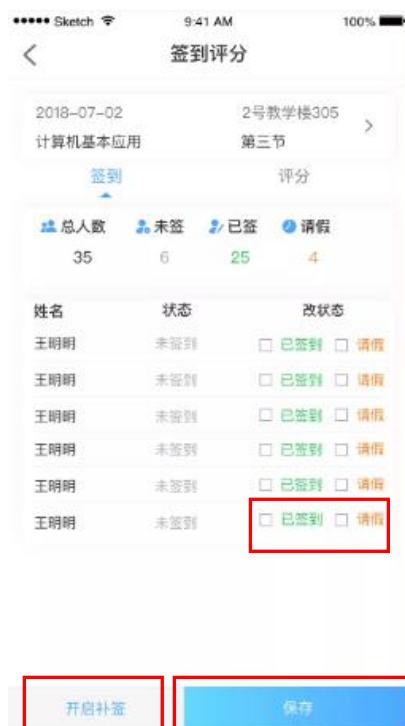 Sketch 9:41 AM 100%
签到评分
2018-07-02 2号教学楼305
计算机基本应用 第三节
签到 评分
总人数 未签 已签 请假
35 6 25 4
姓名 状态 改状态
王明明 未签到 已签到 请假
王明明 未签到 已签到 请假
王明明 未签到 已签到 请假
王明明 未签到 已签到 请假
王明明 未签到 已签到 请假
王明明 未签到 已签到 请假
开启补签 保存